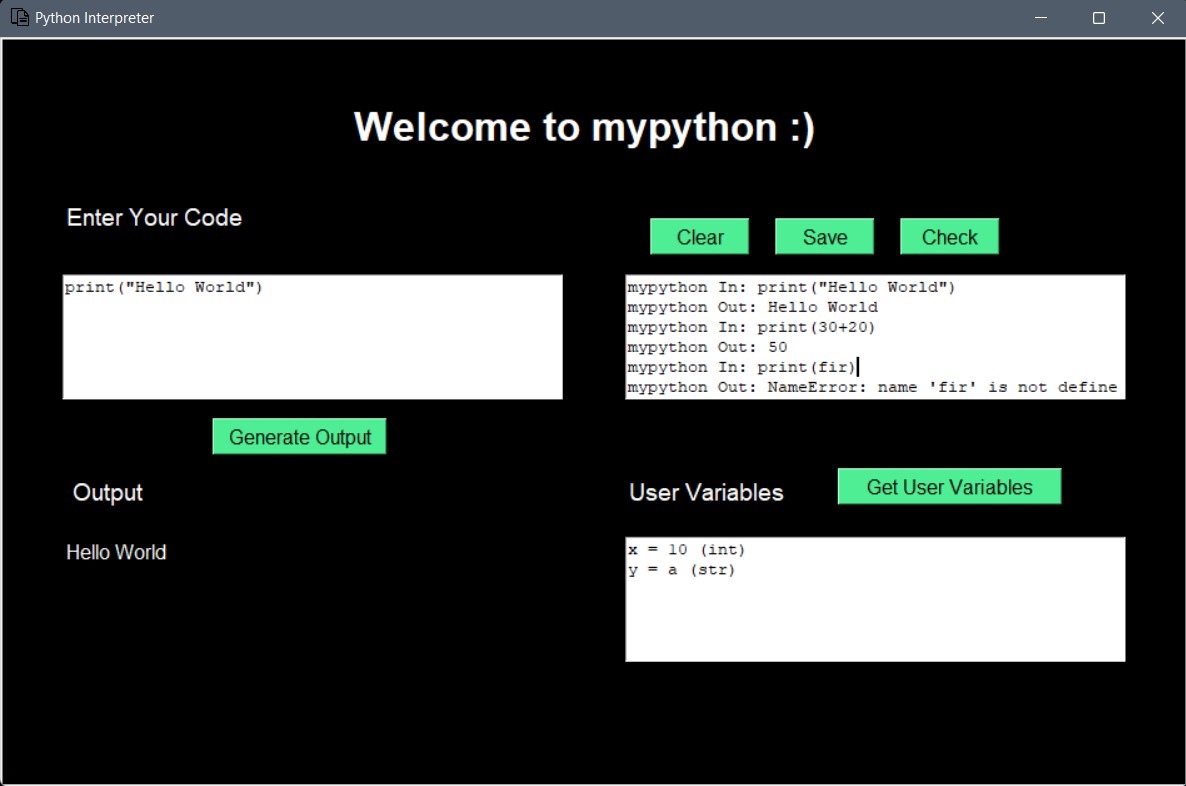 Python Interpreter
Welcome to mypython :)
Enter Your Code
Clear
Save
Check
print("Hello World")
mypython In: print("Hello World")
mypython Out: Hello World
mypython In: print(30+20)
mypython Out: 50
mypython In: print(fir)
mypython Out: NameError: name 'fir' is not define
Generate Output
Output
Hello World
User Variables
Get User Variables
x = 10 (int)
y = a (str)